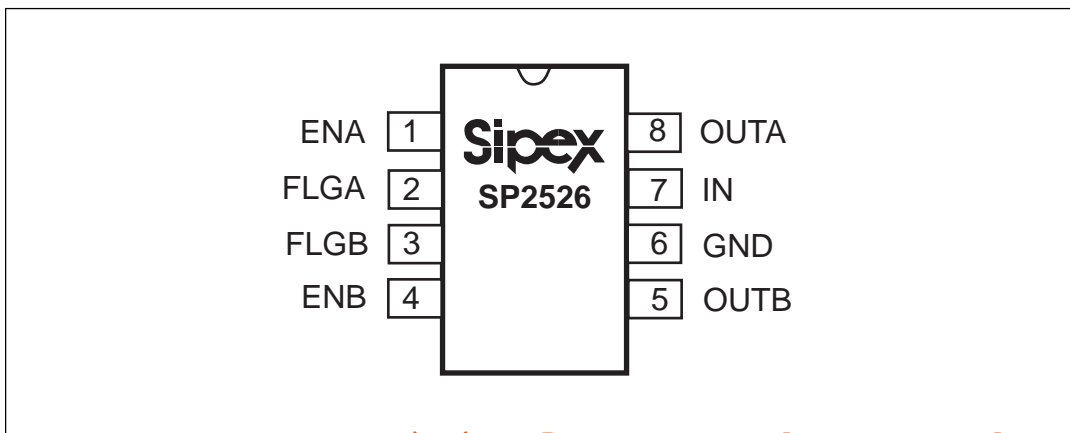 Sipex
SP2526
ENA 1
FLGA 2
FLGB 3
ENB 4
8 OUTA
7 IN
6 GND
5 OUTB